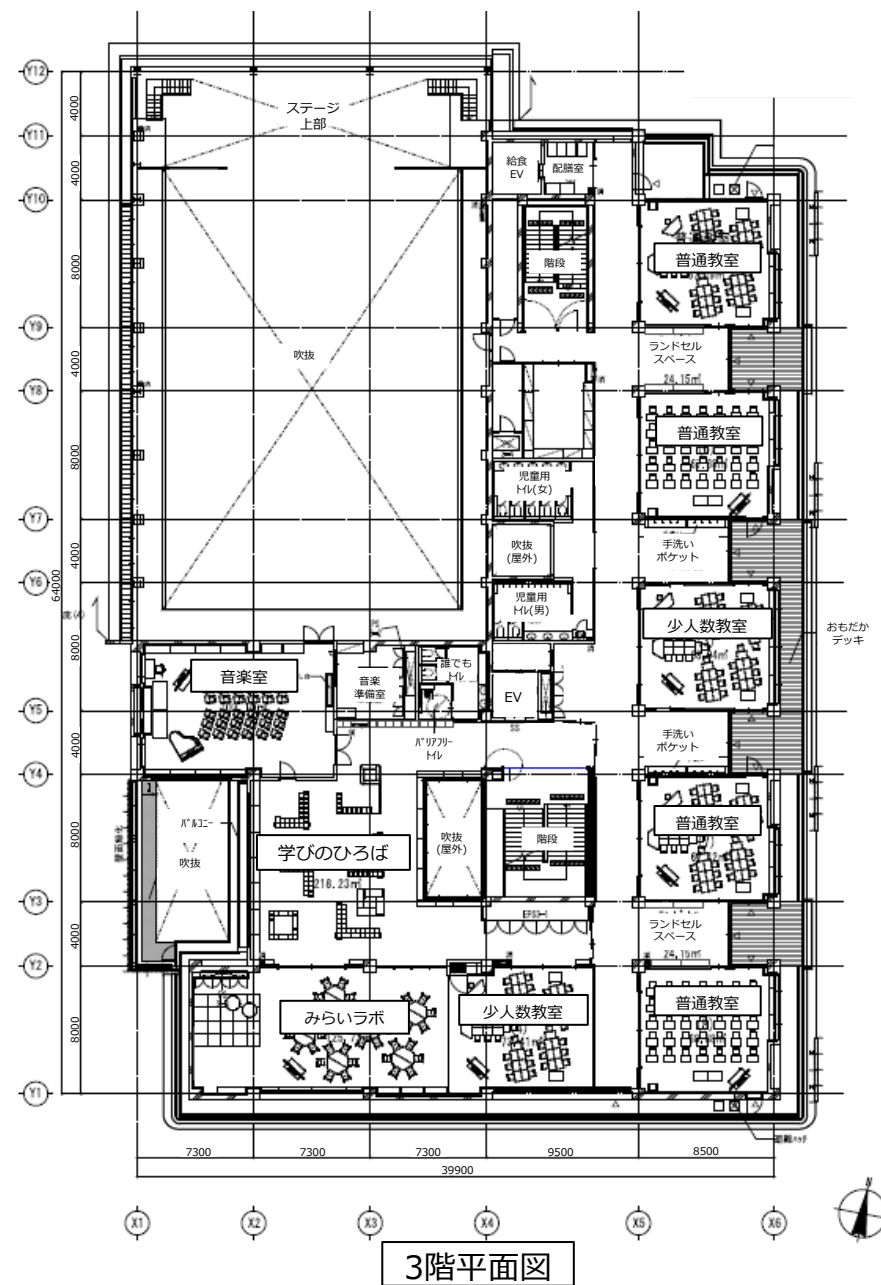 Y12
4000
ステージ
上部
Y11
4000
給食
EV
配膳室
Y10
階段
普通教室
8000
Y9
ランドセル
スペース
24.15㎡
4000
吹抜
Y8
普通教室
8000
児童用
トイレ(女)
Y7
手洗い
ポケット
吹抜
(屋外)
4000
Y6
64000
児童用
トイレ(男)
少人数教室
おもだか
デッキ
8000
音楽室
音楽
準備室
誰でも
トイレ
EV
Y5
手洗い
ポケット
バリアフリー
トイレ
SS
4000
Y4
普通教室
バルコニー
吹抜
学びのひろば
218.23㎡
吹抜
(屋外)
階段
8000
Y3
EPS3-1
ランドセル
スペース
24.15㎡
4000
Y2
みらいラボ
少人数教室
普通教室
8000
Y1
7300
7300
7300
9500
8500
39900
X1
X2
X3
X4
X5
X6
N
3階平面図